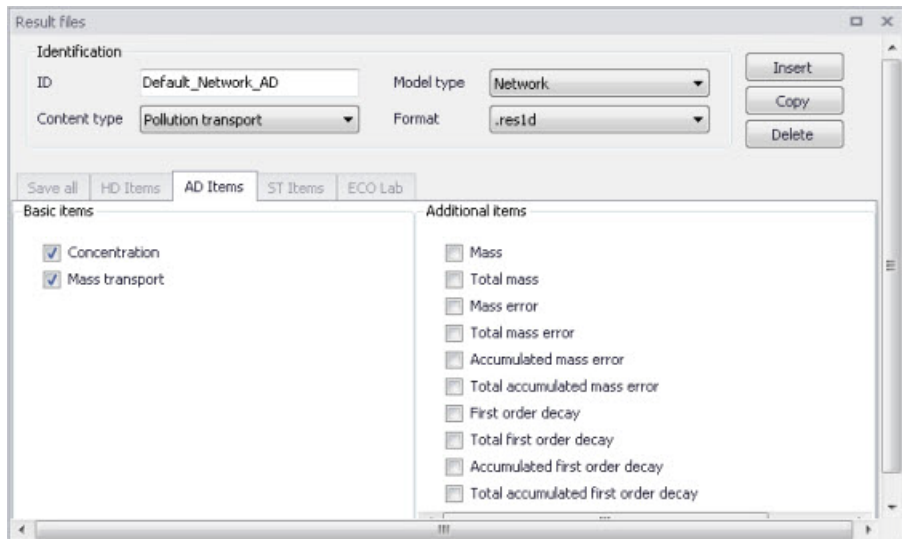 Result files
Identification
ID Default_Network_AD Model type Network Insert
Copy
Content type Pollution transport Format .res1d
Delete
Save all HD Items AD Items ST Items ECO Lab
Basic items Additional items
Concentration Mass
Mass transport Total mass
Mass error
Total mass error
Accumulated mass error
Total accumulated mass error
First order decay
Total first order decay
Accumulated first order decay
Total accumulated first order decay